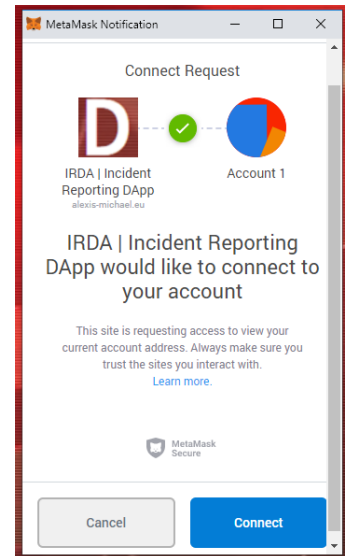 MetaMask Notification
Connect Request
D
IRDA | Incident
Reporting DApp
alexis-michael.eu
Account 1
IRDA | Incident Reporting
DApp would like to connect to
your account
This site is requesting access to view your
current account address. Always make sure you
trust the sites you interact with.
Learn more.
MetaMask
Secure
Cancel
Connect